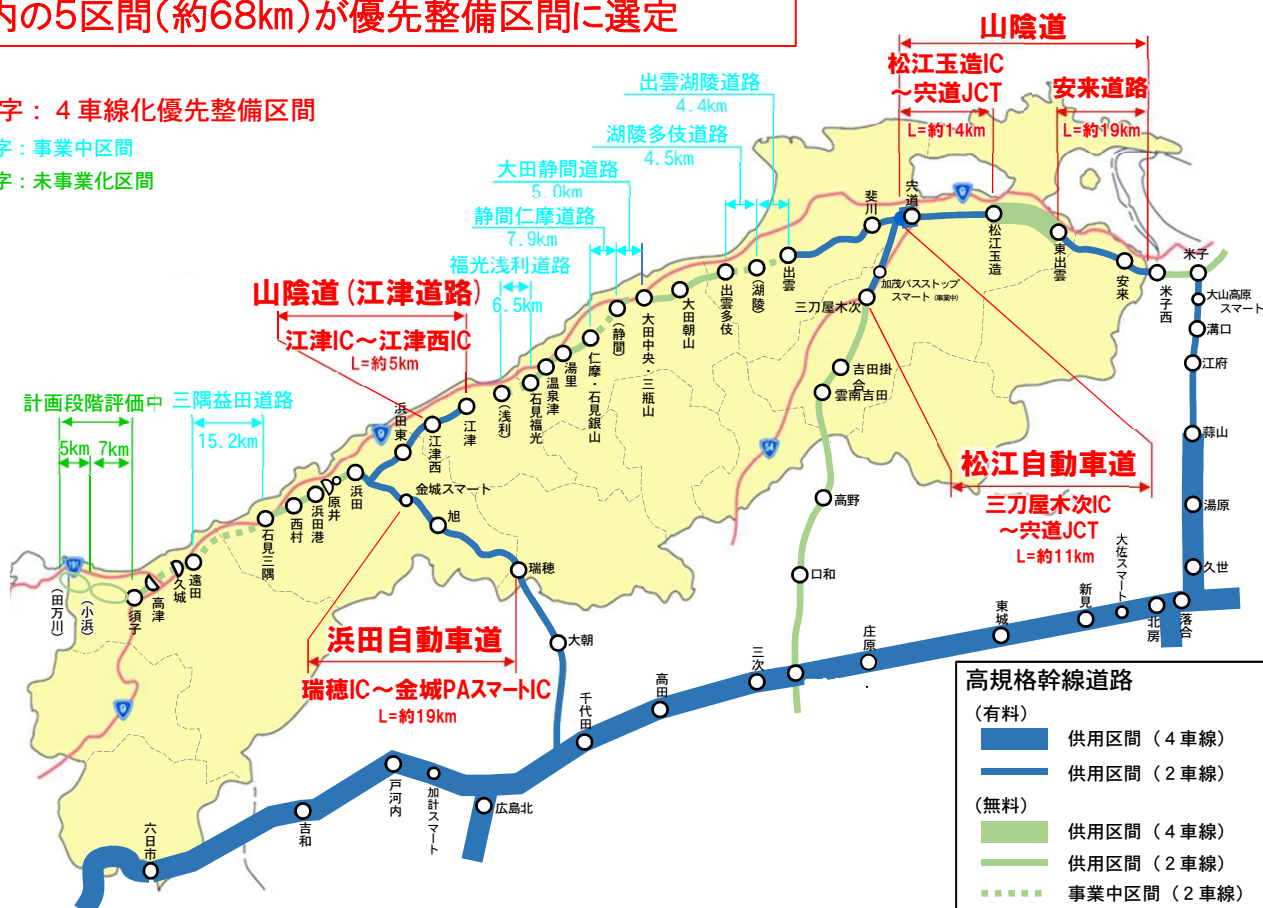 内の5区間(約68km)が優先整備区間に選定
字：４車線化優先整備区間
字：事業中区間
字：未事業化区間
山陰道
松江玉造IC
～宍道JCT
L=約14km
安来道路
L=約19km
出雲湖陵道路
4.4km
湖陵多伎道路
4.5km
大田静間道路
5.0km
静間仁摩道路
7.9km
福光浅利道路
6.5km
山陰道(江津道路)
江津IC～江津西IC
L=約5km
計画段階評価中
5km
7km
三隅益田道路
15.2km
浜田自動車道
瑞穂IC～金城PAスマートIC
L=約19km
松江自動車道
三刀屋木次IC
～宍道JCT
L=約11km
斐川
宍道
9
松江玉造
東出雲
安来
米子西
米子
大山高原
スマート
溝口
江府
蒜山
湯原
久世
落合
北房
大佐スマート
新見
東城
庄原
三次
高田
千代田
広島北
加計スマート
戸河内
吉和
六日市
加茂バスストップ
スマート(事業中)
三刀屋木次
吉田掛合
雲南吉田
54
高野
口和
出雲
(湖陵)
出雲多伎
大田朝山
大田中央・三瓶山
(静間)
仁摩・石見銀山
湯里
温泉津
石見福光
(浅利)
江津
江津西
浜田東
9
浜田
原井
浜田港
西村
石見三隅
遠田
久城
高津
須子
(小浜)
(田万川)
191
9
金城スマート
旭
瑞穂
大朝
高規格幹線道路
(有料)
供用区間（４車線）
供用区間（２車線）
(無料)
供用区間（４車線）
供用区間（２車線）
事業中区間（２車線）